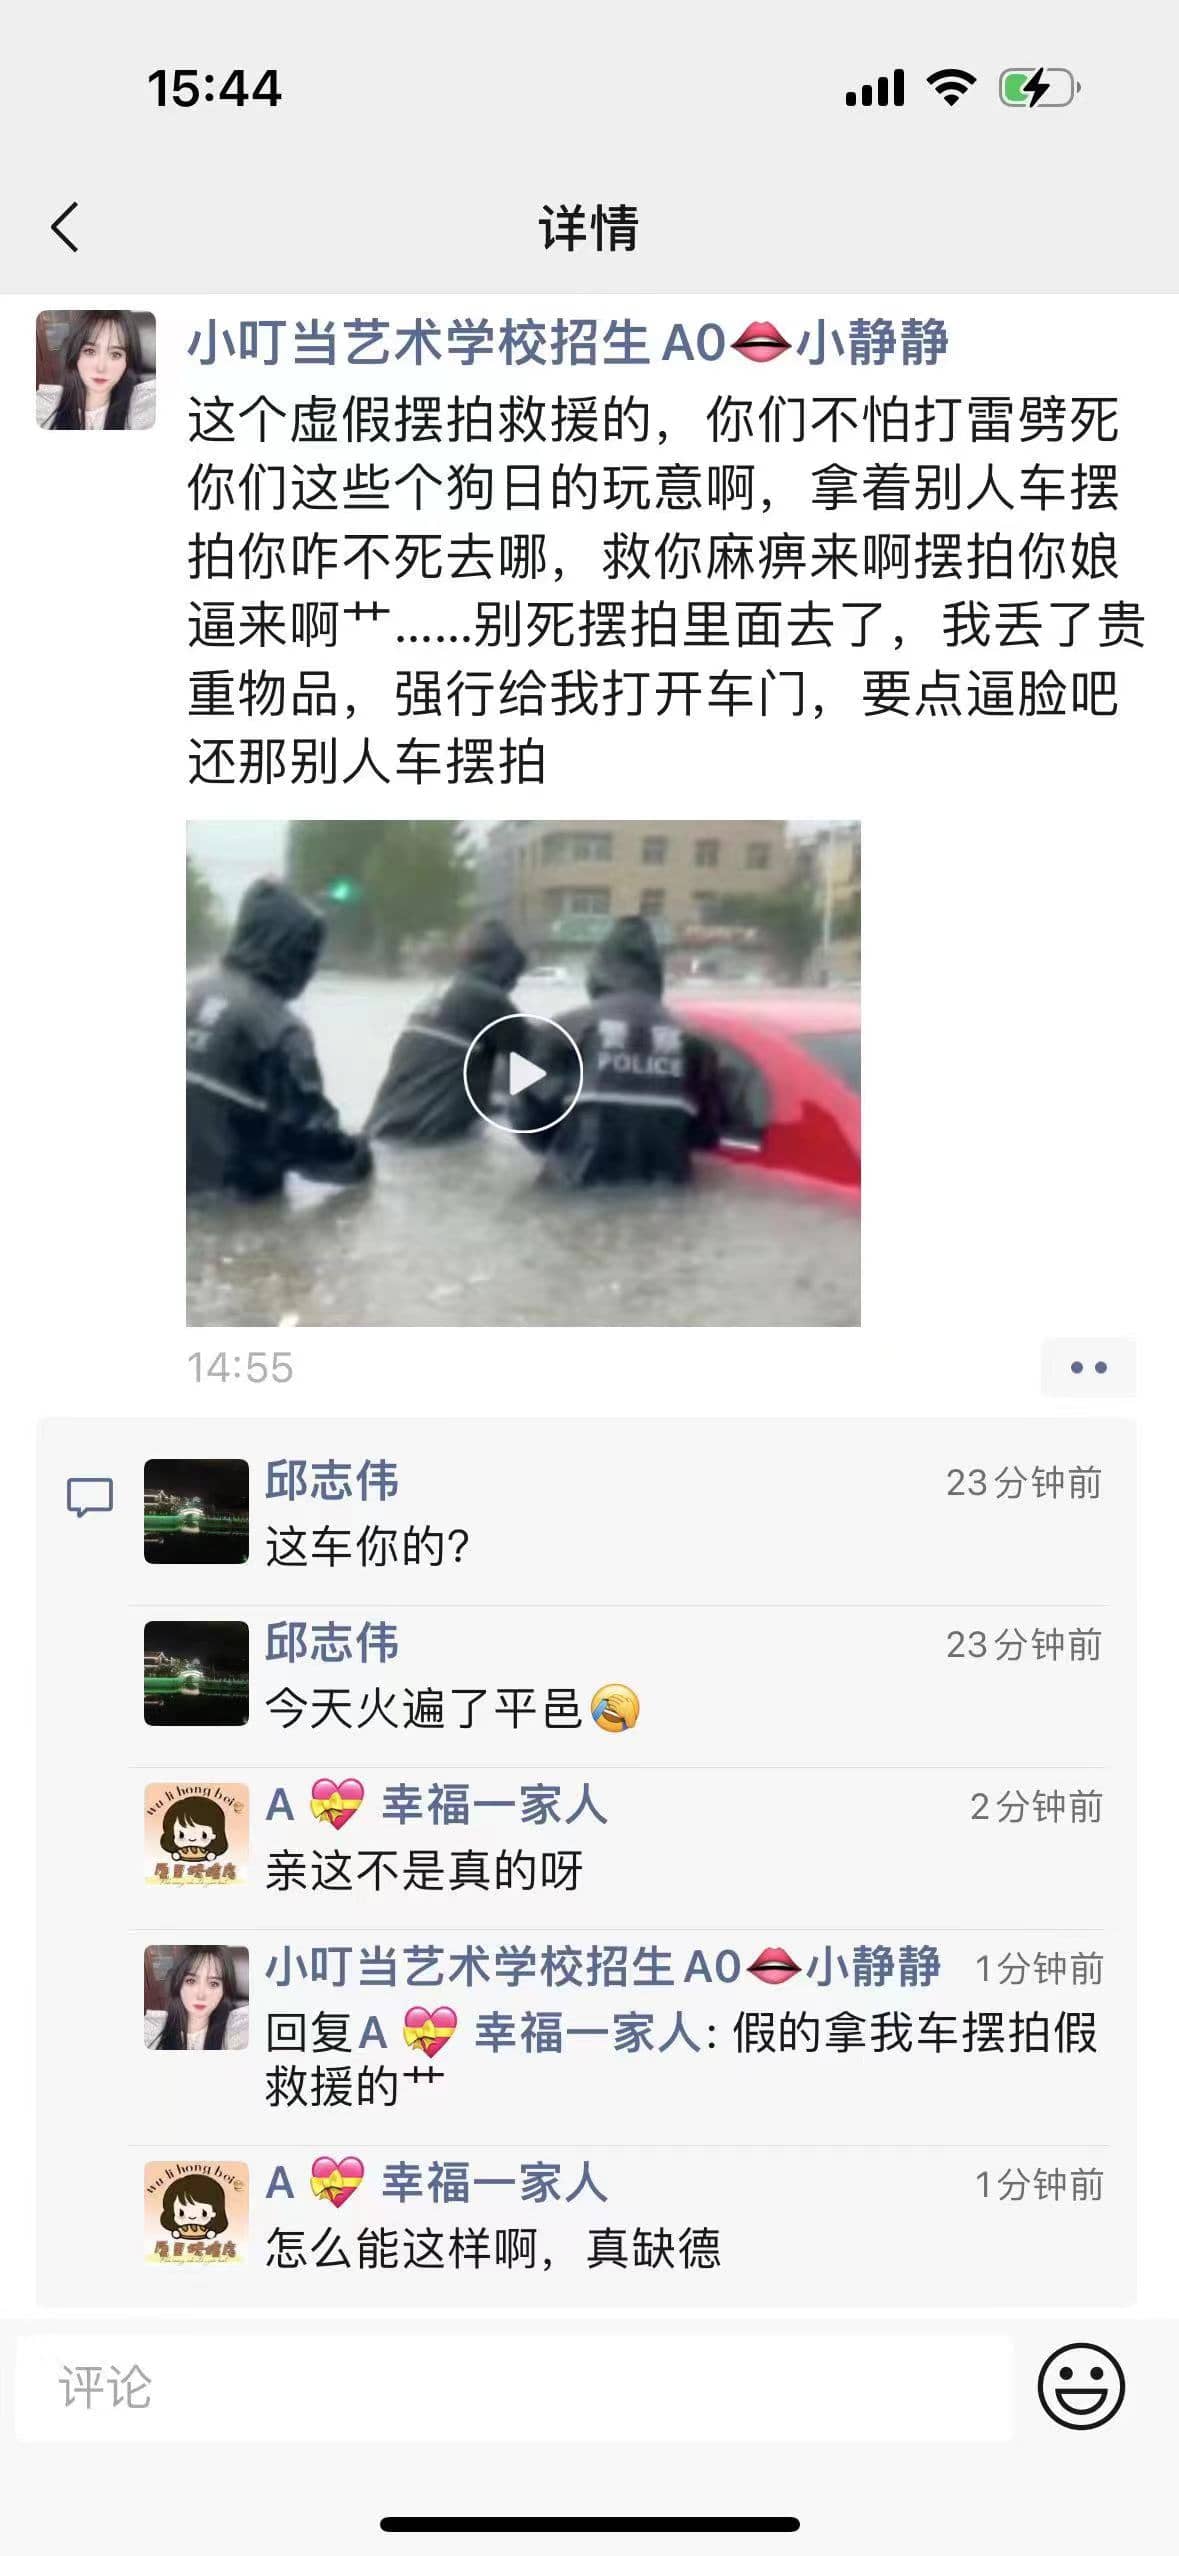 15:44
详情
小叮当艺术学校招生A0👄小静静
这个虚假摆拍救援的，你们不怕打雷劈死
你们这些个狗日的玩意啊，拿着别人车摆
拍你咋不死去哪，救你麻痹来啊摆拍你娘
逼来啊艹……别死摆拍里面去了，我丢了贵
重物品，强行给我打开车门，要点逼脸吧
还那别人车摆拍
警察
POLICE
14:55
邱志伟
23分钟前
这车你的？
邱志伟
23分钟前
今天火遍了平邑🤣
A 💝 幸福一家人
2分钟前
亲这不是真的呀
小叮当艺术学校招生A0👄小静静
1分钟前
回复A 💝 幸福一家人: 假的拿我车摆拍假
救援的艹
A 💝 幸福一家人
1分钟前
怎么能这样啊，真缺德
评论